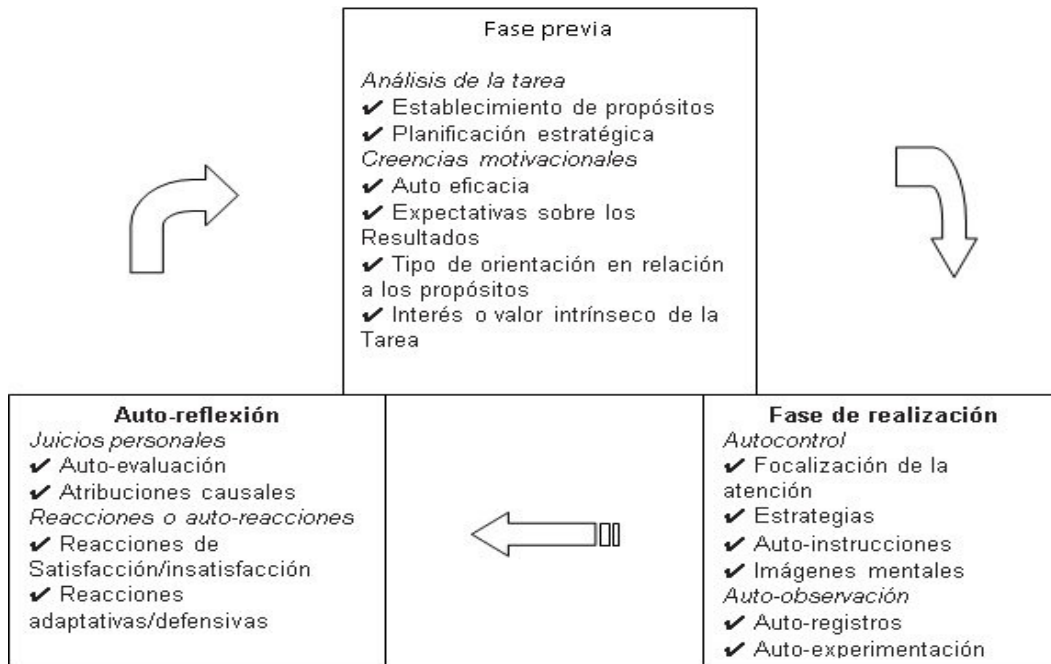 Fase previa
Análisis de la tarea
✔ Establecimiento de propósitos
✔ Planificación estratégica
Creencias motivacionales
✔ Auto eficacia
✔ Expectativas sobre los
Resultados
✔ Tipo de orientación en relación
a los propósitos
✔ Interés o valor intrínseco de la
Tarea
Auto-reflexión
Juicios personales
✔ Auto-evaluación
✔ Atribuciones causales
Reacciones o auto-reacciones
✔ Reacciones de
Satisfacción/insatisfacción
✔ Reacciones
adaptativas/defensivas
Fase de realización
Autocontrol
✔ Focalización de la
atención
✔ Estrategias
✔ Auto-instrucciones
✔ Imágenes mentales
Auto-observación
✔ Auto-registros
✔ Auto-experimentación